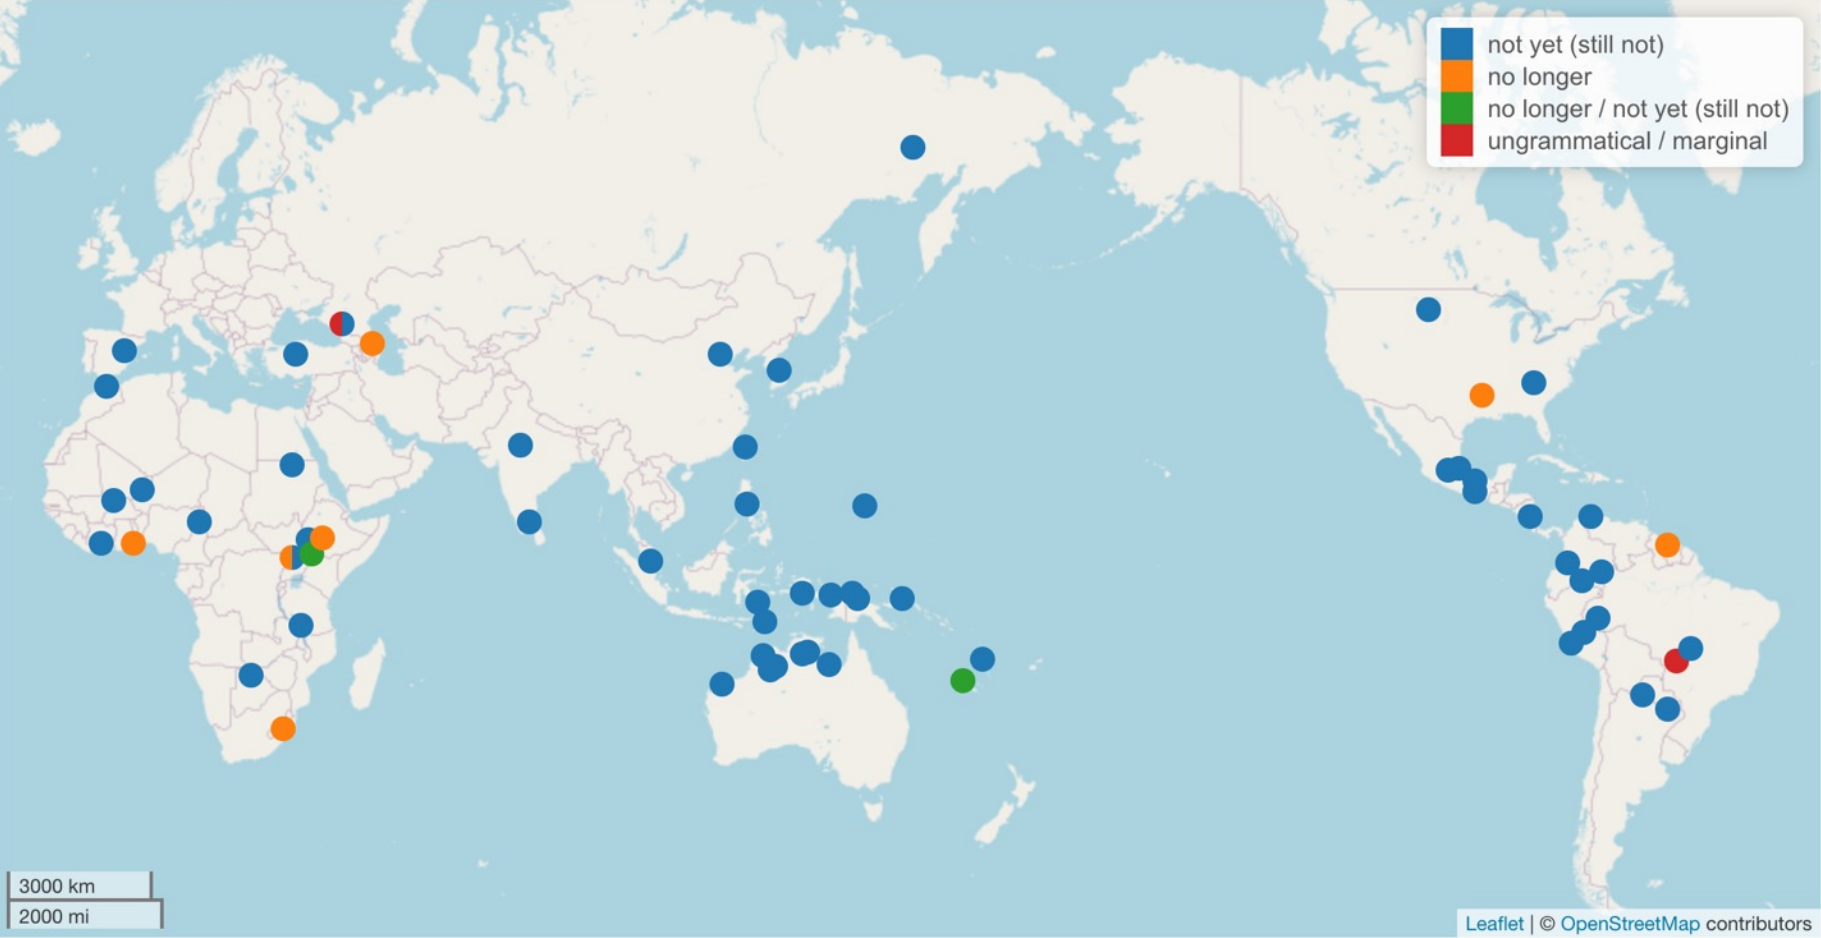 not yet (still not)
no longer
no longer / not yet (still not)
ungrammatical / marginal
3000 km
2000 mi
Leaflet | © OpenStreetMap contributors